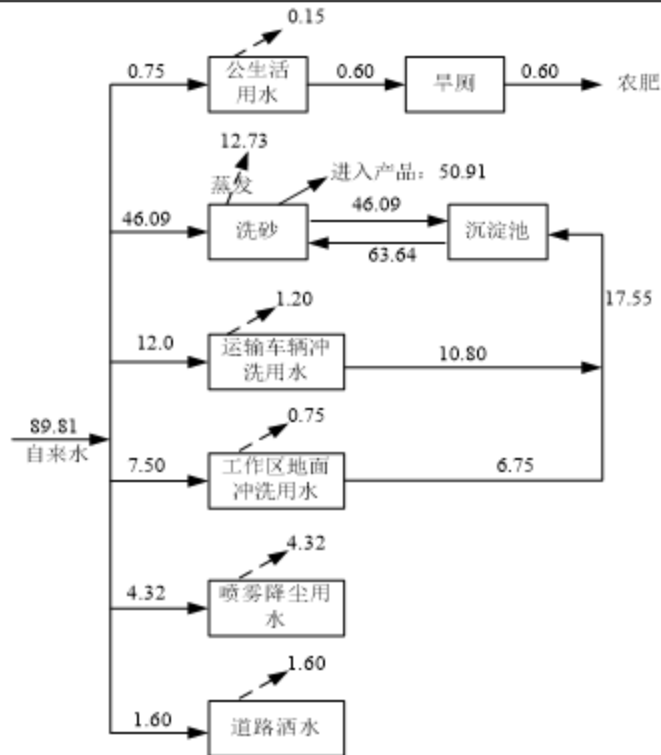 0.15
0.75
公生活
用水
0.60
旱厕
0.60
农肥
12.73
蒸发
进入产品：50.91
46.09
洗砂
46.09
63.64
沉淀池
17.55
1.20
12.0
运输车辆冲
洗用水
10.80
89.81
自来水
0.75
7.50
工作区地面
冲洗用水
6.75
4.32
4.32
喷雾降尘用
水
1.60
1.60
道路洒水